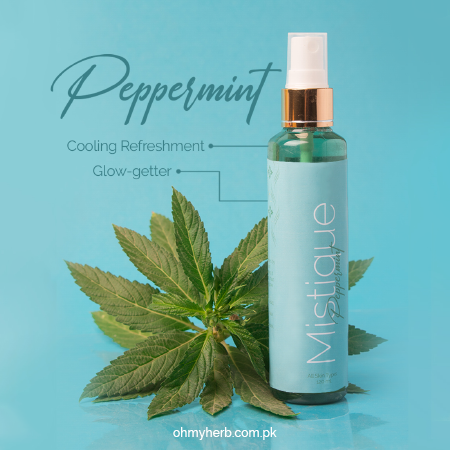 Peppermint
Cooling Refreshment
Glow-getter
Mistique
Peppermint
ohmyherb.com.pk